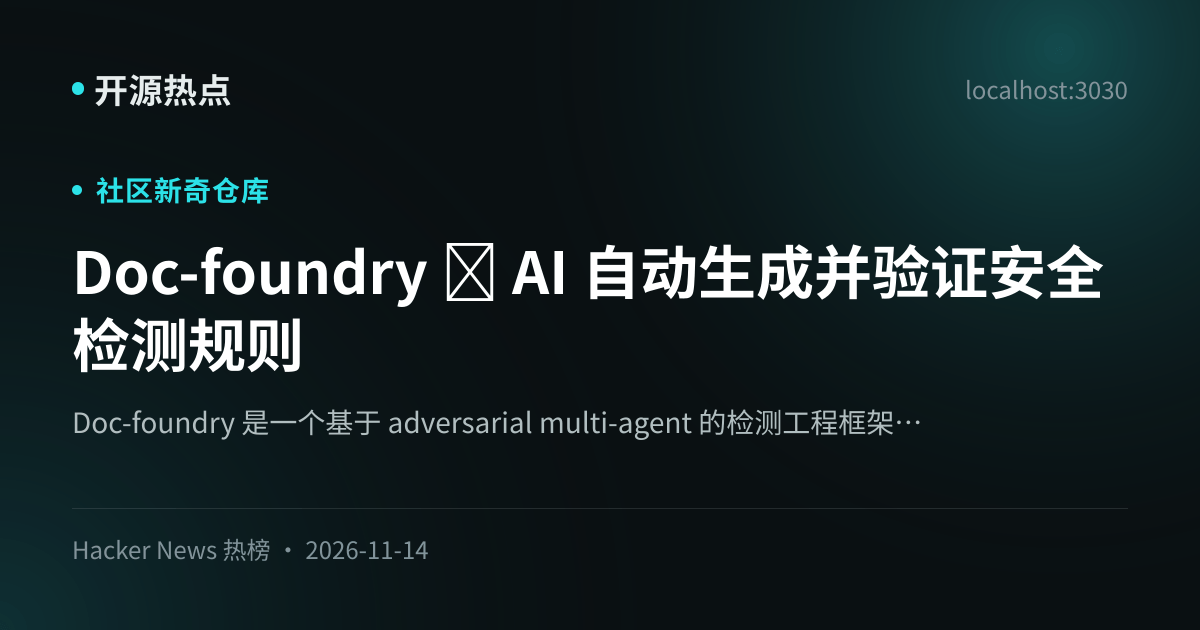 开源热点
localhost:3030
社区新奇仓库
Doc-foundry 🛡 AI 自动生成并验证安全
检测规则
Doc-foundry 是一个基于 adversarial multi-agent 的检测工程框架…
Hacker News 热榜 · 2026-11-14